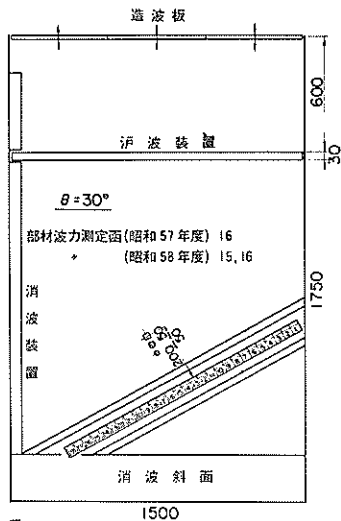 造波板
600
沪波装置
30
θ=30°
部材波力測定函(昭和57年度) 16
〃 (昭和58年度) 15,16
1750
消波装置
消波斜面
1500